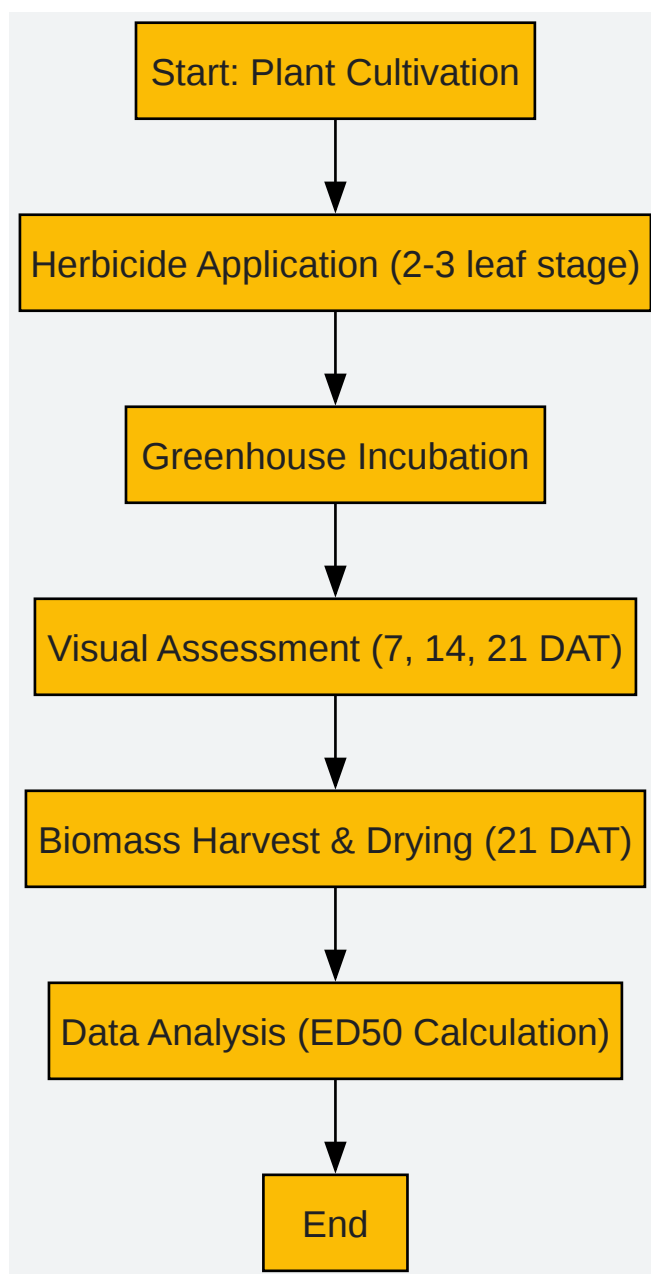 Start: Plant Cultivation
Herbicide Application (2-3 leaf stage)
Greenhouse Incubation
Visual Assessment (7, 14, 21 DAT)
Biomass Harvest & Drying (21 DAT)
Data Analysis (ED50 Calculation)
End